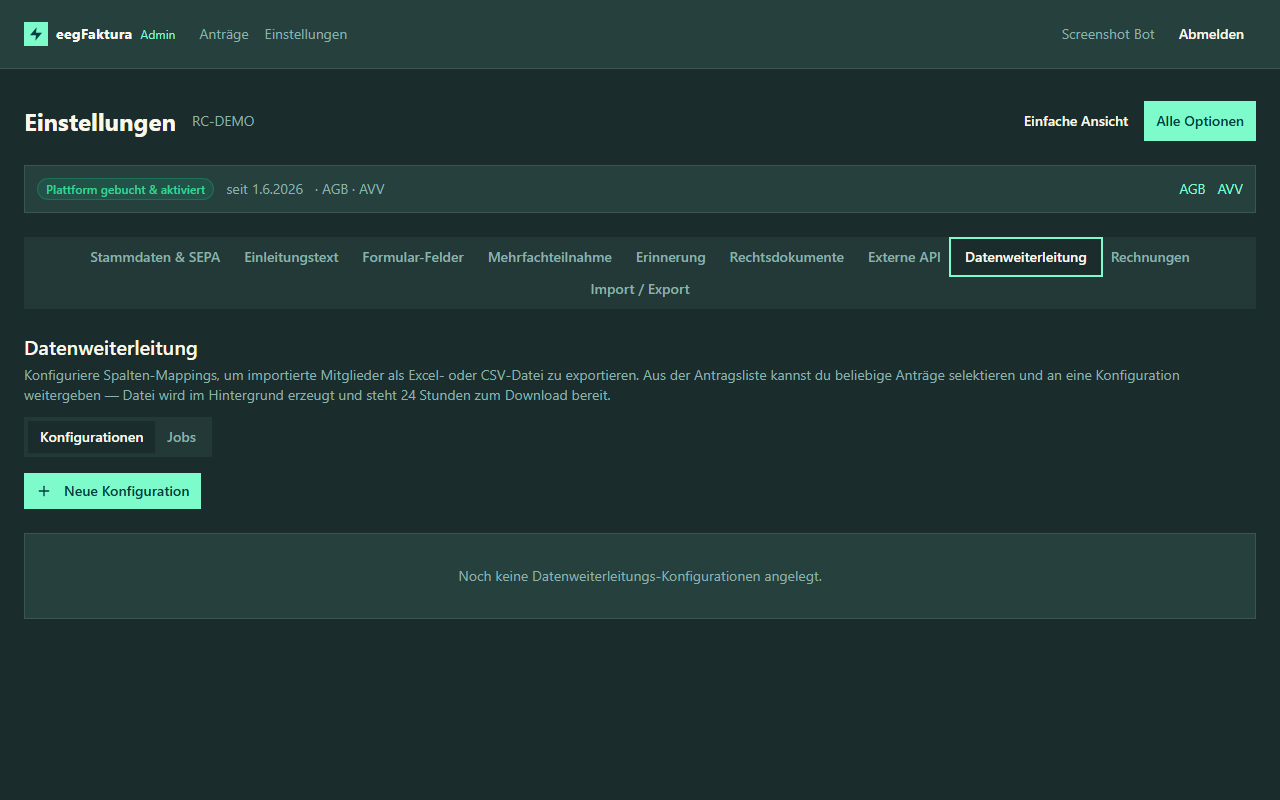 eegFaktura Admin Anträge Einstellungen Screenshot Bot Abmelden
Einstellungen RC-DEMO Einfache Ansicht Alle Optionen
Plattform gebucht & aktiviert seit 1.6.2026 · AGB · AVV AGB AVV
Stammdaten & SEPA Einleitungstext Formular-Felder Mehrfachteilnahme Erinnerung Rechtsdokumente Externe API Datenweiterleitung Rechnungen
Import / Export
Datenweiterleitung
Konfiguriere Spalten-Mappings, um importierte Mitglieder als Excel- oder CSV-Datei zu exportieren. Aus der Antragsliste kannst du beliebige Anträge selektieren und an eine Konfiguration
weitergeben — Datei wird im Hintergrund erzeugt und steht 24 Stunden zum Download bereit.
Konfigurationen Jobs
+ Neue Konfiguration
Noch keine Datenweiterleitungs-Konfigurationen angelegt.